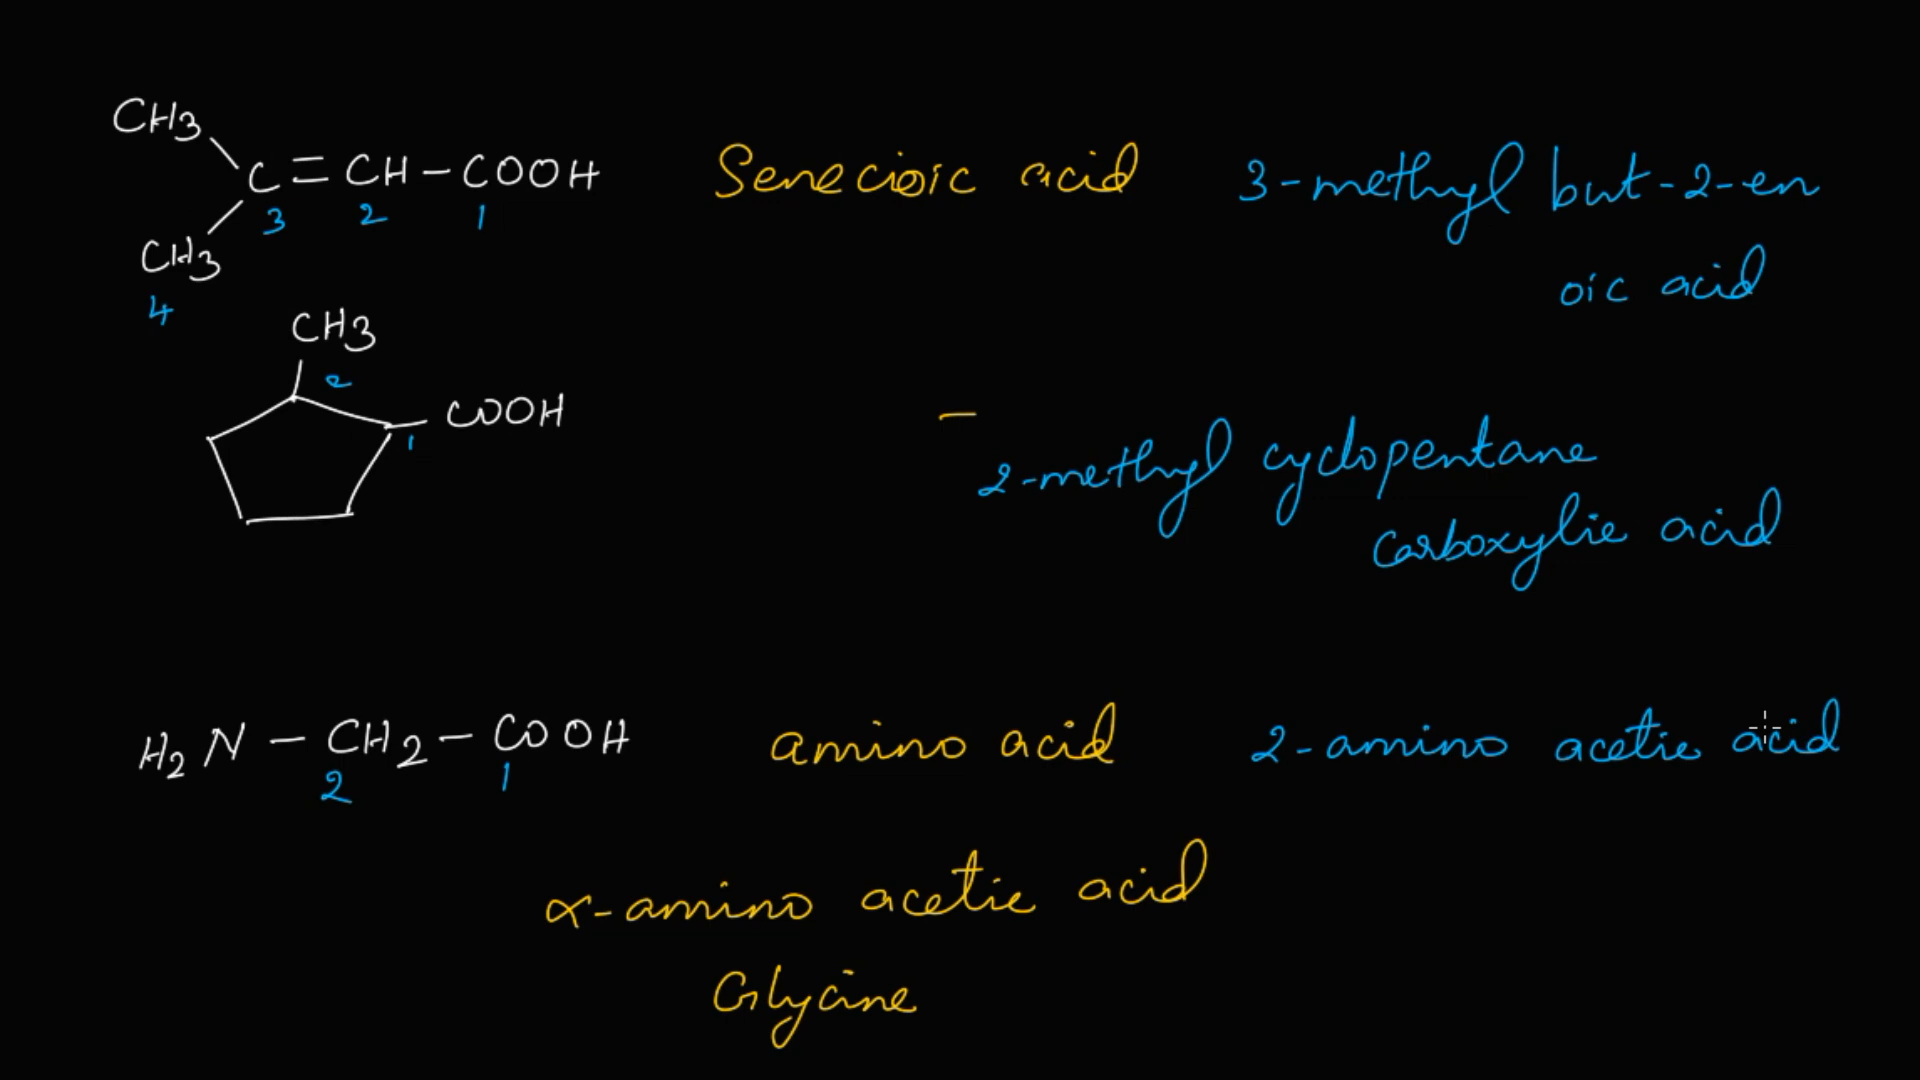 CH3
C = CH - COOH Senecioic acid 3-methyl but-2-en
3 2 1
CH3 oic acid
4
CH3
2
COOH
1
-
2-methyl cyclopentane
carboxylic acid
H2N - CH2 - COOH amino acid 2-amino acetic acid
2 1
α-amino acetic acid
Glycine